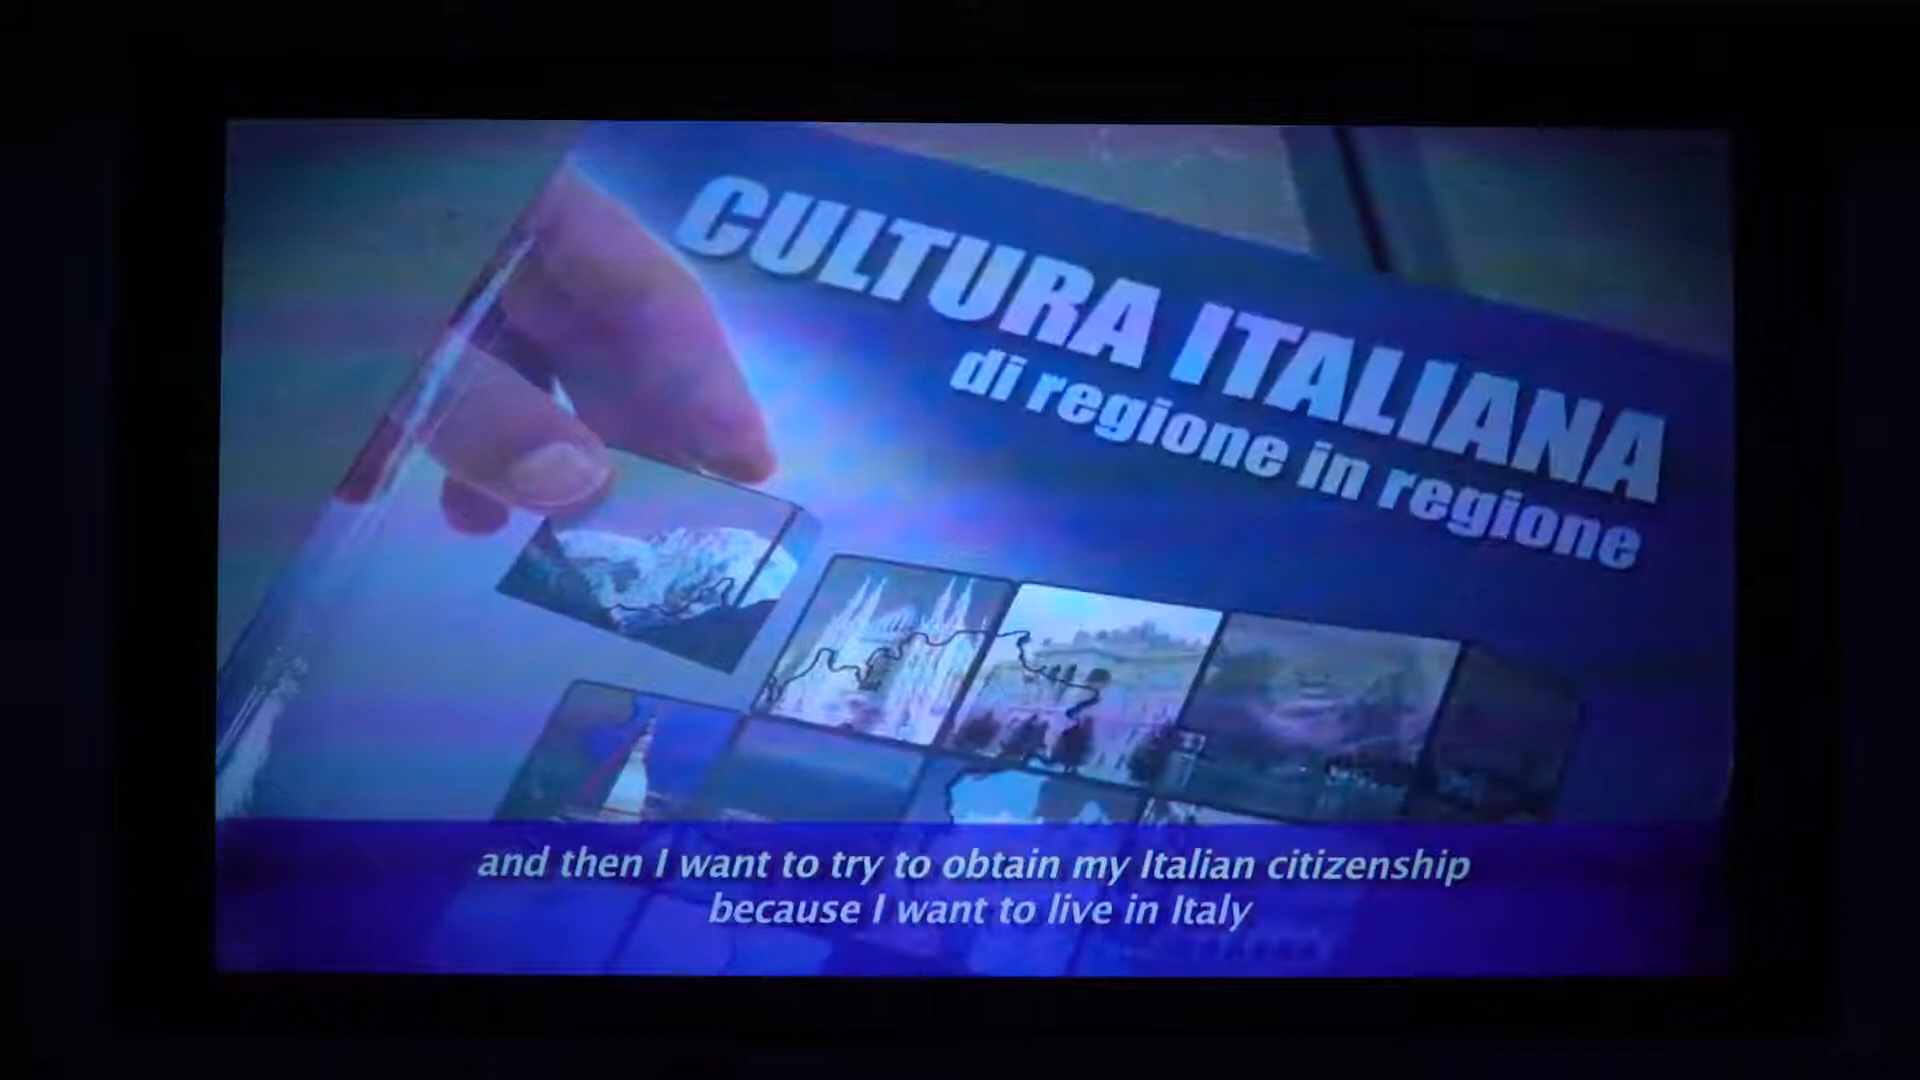 CULTURA ITALIANA
di regione in regione
and then I want to try to obtain my Italian citizenship
because I want to live in Italy